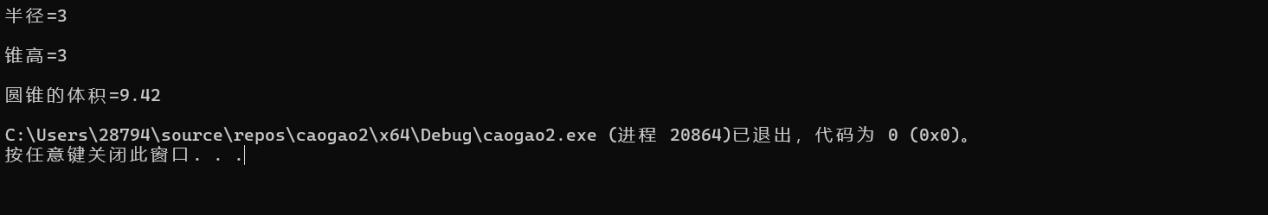 半径=3
锥高=3
圆锥的体积=9.42
C:\Users\28794\source\repos\caogao2\x64\Debug\caogao2.exe (进程 20864)已退出，代码为 0 (0x0)。
按任意键关闭此窗口. . .